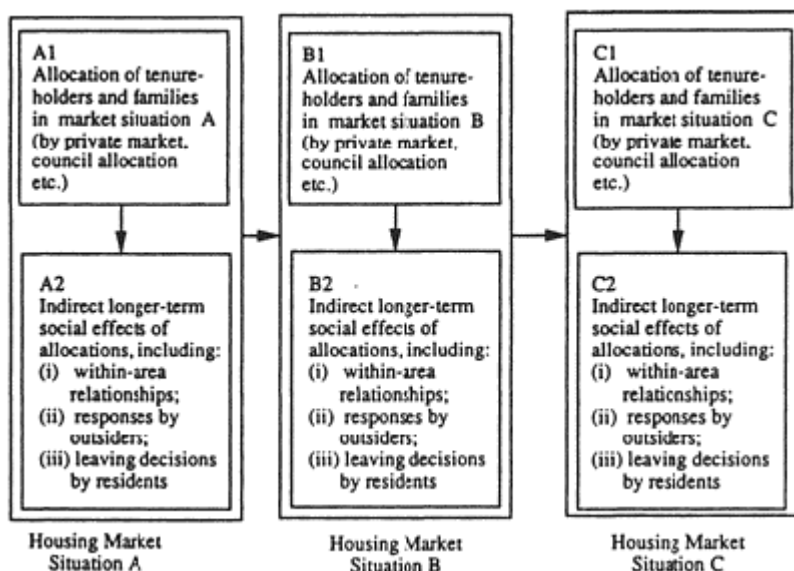 A1
Allocation of tenure-
holders and families
in market situation A
(by private market,
council allocation
etc.)
A2
Indirect longer-term
social effects of
allocations, including:
(i) within-area
relationships;
(ii) responses by
outsiders;
(iii) leaving decisions
by residents
Housing Market
Situation A
B1
Allocation of tenure-
holders and families
in market situation B
(by private market,
council allocation
etc.)
B2
Indirect longer-term
social effects of
allocations, including:
(i) within-area
relationships;
(ii) responses by
outsiders;
(iii) leaving decisions
by residents
Housing Market
Situation B
C1
Allocation of tenure-
holders and families
in market situation C
(by private market,
council allocation
etc.)
C2
Indirect longer-term
social effects of
allocations, including:
(i) within-area
relationships;
(ii) responses by
outsiders;
(iii) leaving decisions
by residents
Housing Market
Situation C